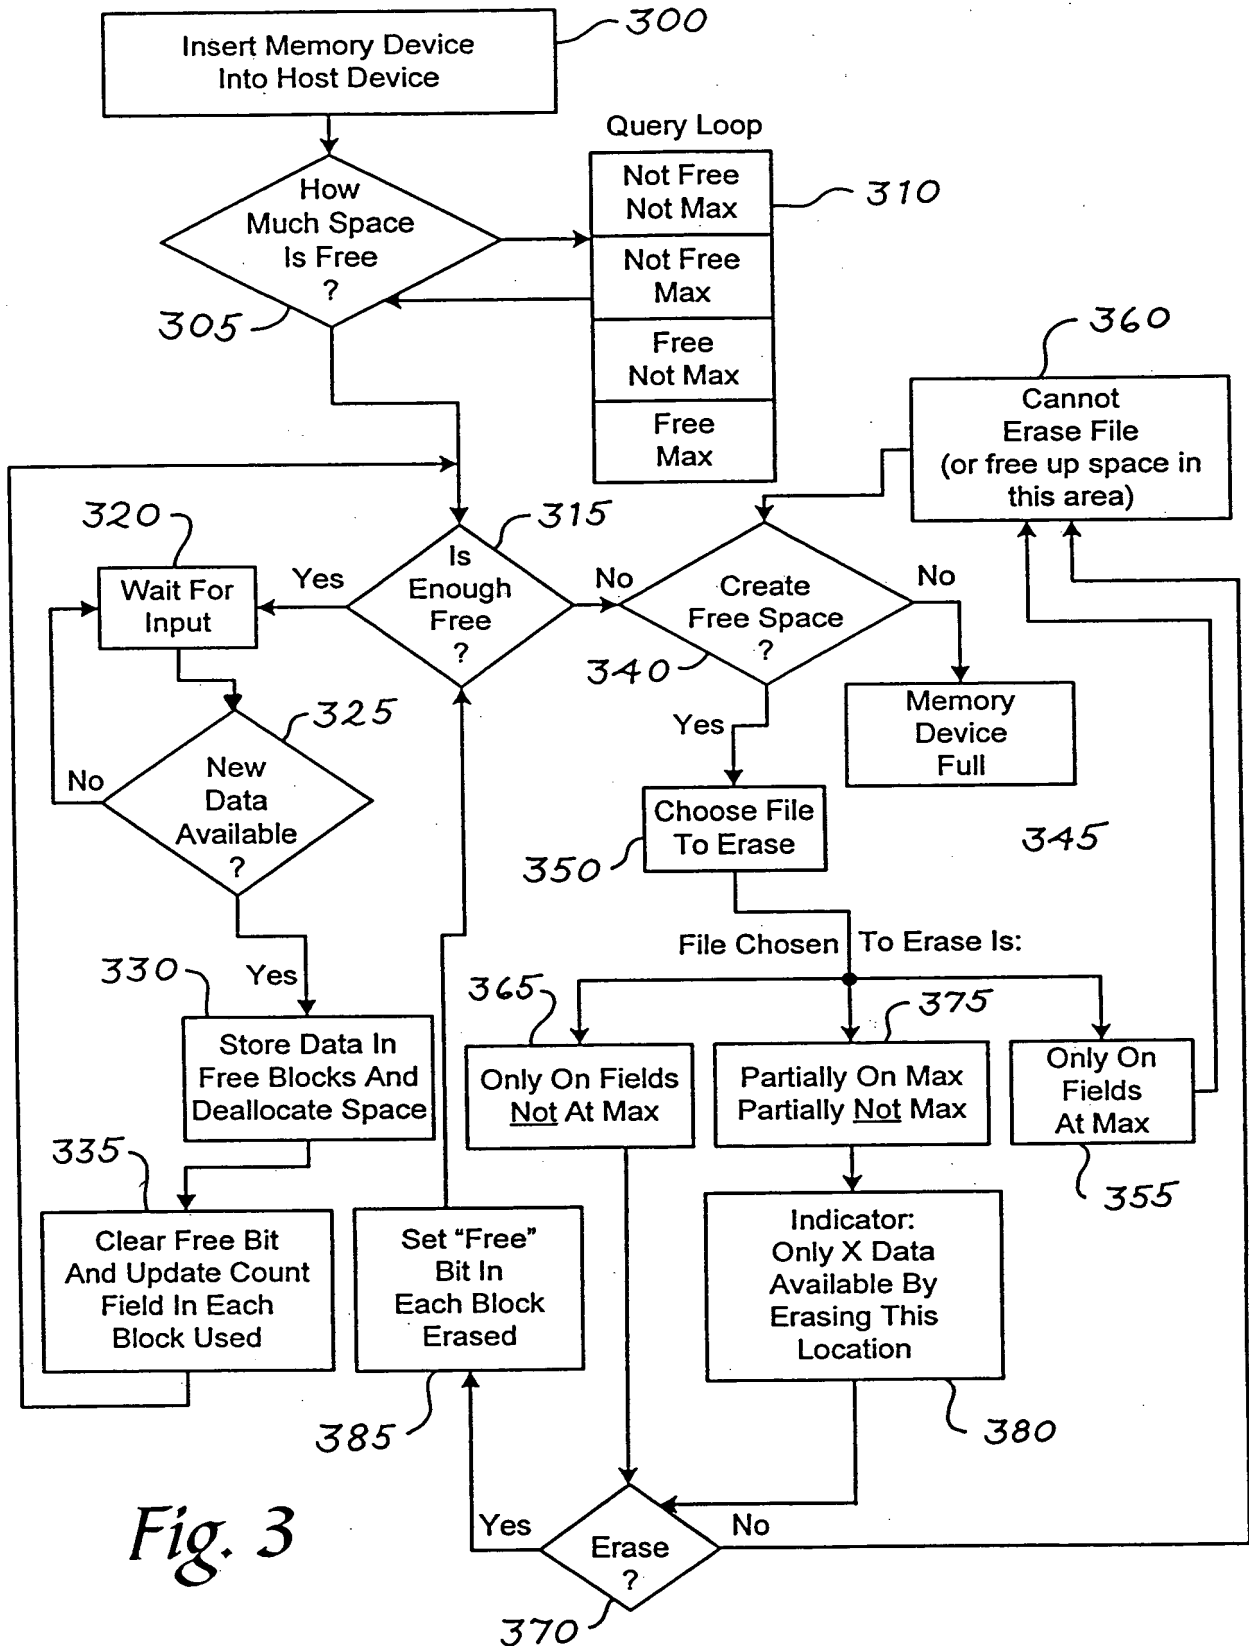 Insert Memory Device
Into Host Device
300
How
Much Space
Is Free
?
305
Query Loop
Not Free
Not Max
Not Free
Max
Free
Not Max
Free
Max
310
360
Cannot
Erase File
(or free up space in
this area)
320
Wait For
Input
Yes
315
Is
Enough
Free
?
No
Create
Free Space
?
340
No
Memory
Device
Full
345
325
No
New
Data
Available
?
Yes
Yes
Choose File
To Erase
350
File Chosen To Erase Is:
330
Store Data In
Free Blocks And
Deallocate Space
365
Only On Fields
Not At Max
375
Partially On Max
Partially Not Max
Only On
Fields
At Max
355
335
Clear Free Bit
And Update Count
Field In Each
Block Used
Set “Free”
Bit In
Each Block
Erased
385
Indicator:
Only X Data
Available By
Erasing This
Location
380
Yes
Erase
?
No
370
Fig. 3